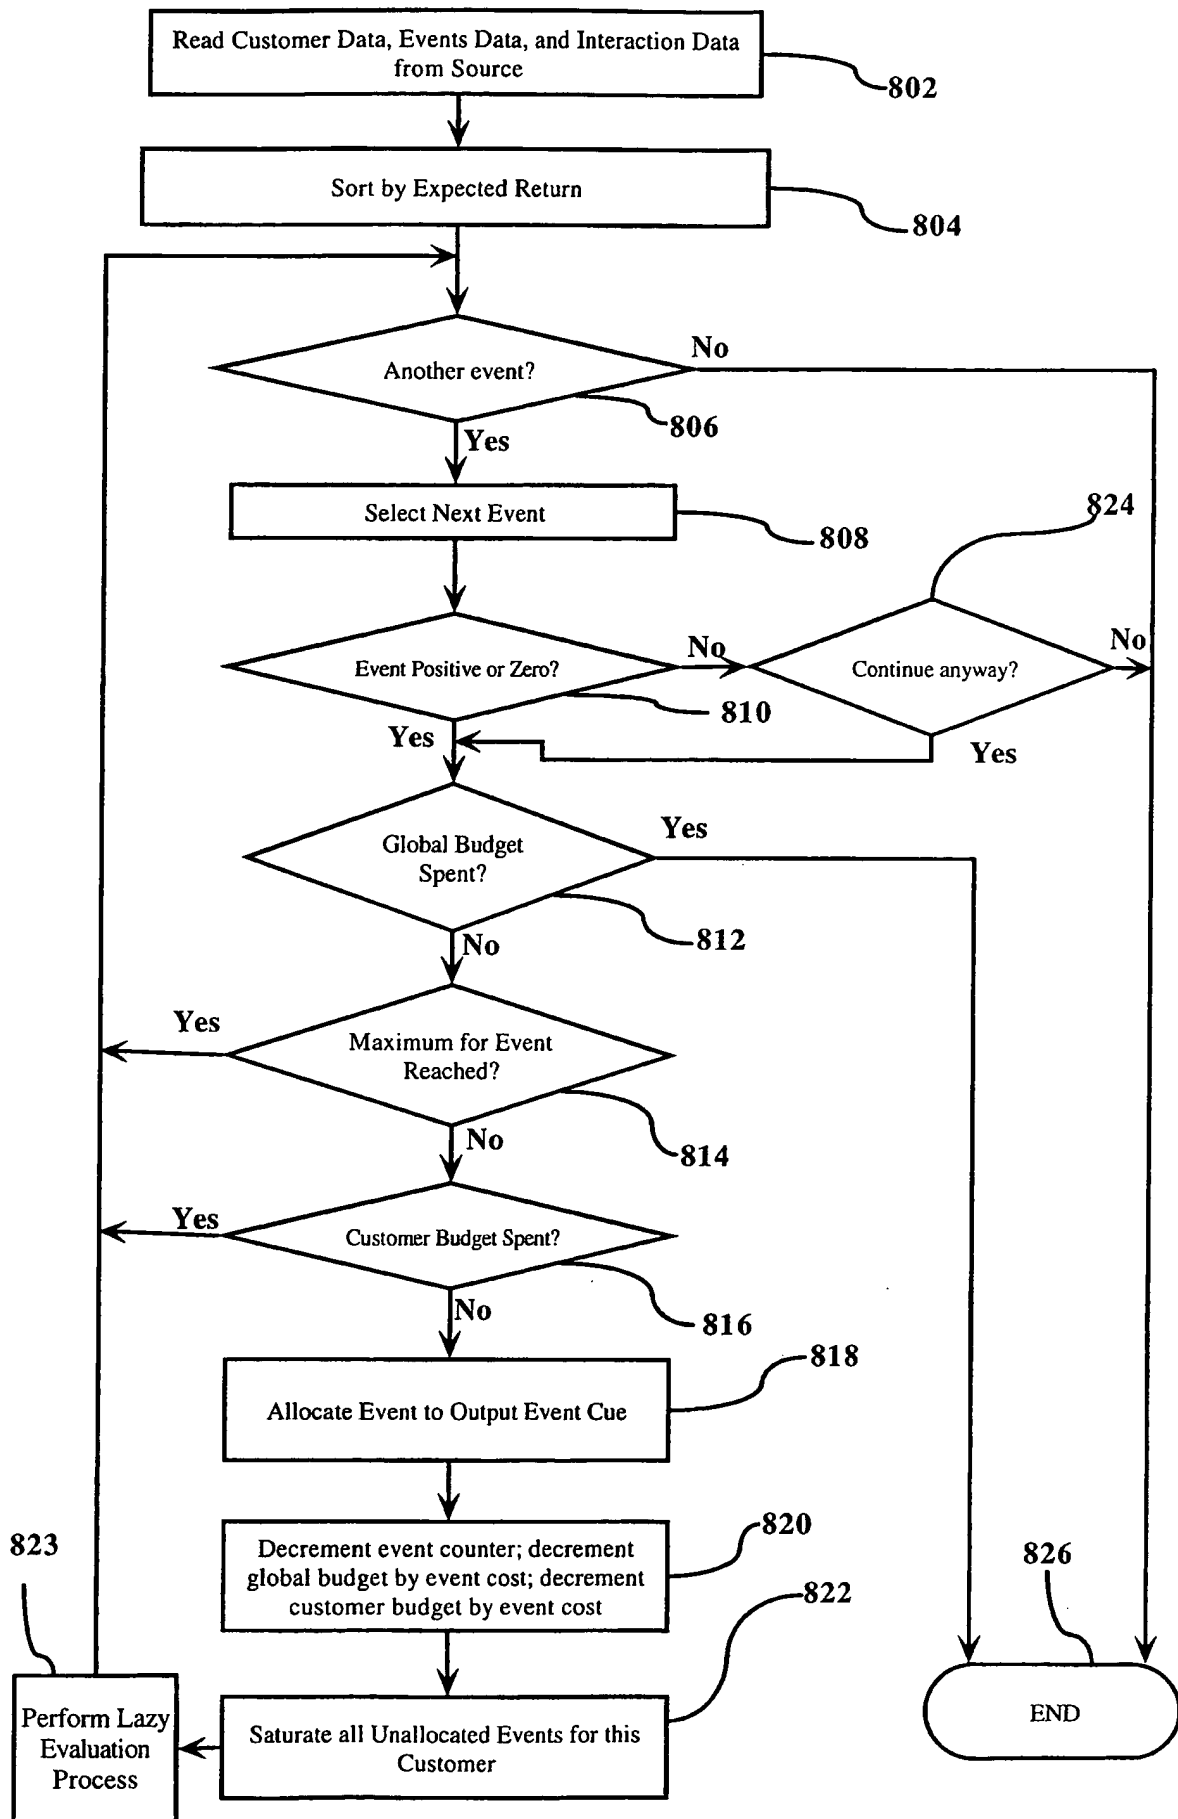 Read Customer Data, Events Data, and Interaction Data
from Source
802
Sort by Expected Return
804
Another event?
No
806
Yes
Select Next Event
808
824
Event Positive or Zero?
No
Continue anyway?
No
810
Yes
Yes
Global Budget
Spent?
Yes
812
No
Yes
Maximum for Event
Reached?
814
No
Yes
Customer Budget Spent?
816
No
818
Allocate Event to Output Event Cue
820
Decrement event counter; decrement
global budget by event cost; decrement
customer budget by event cost
822
823
826
Saturate all Unallocated Events for this
Customer
Perform Lazy
Evaluation
Process
END